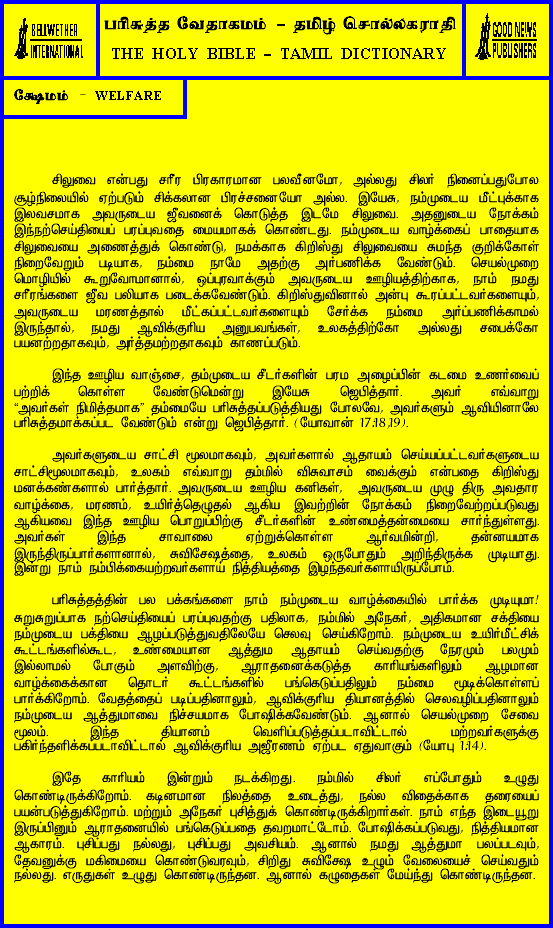 BELLWETHER
INTERNATIONAL
பரிசுத்த வேதாகமம் - தமிழ் சொல்லகராதி
THE HOLY BIBLE - TAMIL DICTIONARY
GOOD NEWS
PUBLISHERS
க்ஷேமம் - WELFARE
சிலுவை என்பது சரீர பிரகாரமான பலவீனமோ, அல்லது சிலர் நினைப்பதுபோல
சூழ்நிலையில் ஏற்படும் சிக்கலான பிரச்சனையோ அல்ல. இயேசு, நம்முடைய மீட்புக்காக
இலவசமாக அவருடைய ஜீவனைக் கொடுத்த இடமே சிலுவை. அதனுடைய நோக்கம்
இந்நற்செய்தியைப் பரப்புவதை மையமாகக் கொண்டது. நம்முடைய வாழ்க்கைப் பாதையாக
சிலுவையை அணைத்துக் கொண்டு, நமக்காக கிறிஸ்து சிலுவையை சுமந்த குறிக்கோள்
நிறைவேறும் படியாக, நம்மை நாமே அதற்கு அர்பணிக்க வேண்டும். செயல்முறை
மொழியில் கூறுவோமானால், ஒப்புரவாக்கும் அவருடைய ஊழியத்திற்காக, நாம் நமது
சரீரங்களை ஜீவ பலியாக படைக்கவேண்டும். கிறிஸ்துவினால் அன்பு கூரப்பட்டவர்களையும்,
அவருடைய மரணத்தால் மீட்கப்பட்டவர்களையும் சேர்க்க நம்மை அர்ப்பணிக்காமல்
இருந்தால், நமது ஆவிக்குரிய அனுபவங்கள், உலகத்திற்கோ அல்லது சபைக்கோ
பயனற்றதாகவும், அர்த்தமற்றதாகவும் காணப்படும்.
இந்த ஊழிய வாஞ்சை, தம்முடைய சீடர்களின் பரம அழைப்பின் கடமை உணர்வைப்
பற்றிக் கொள்ள வேண்டுமென்று இயேசு ஜெபித்தார். அவர் எவ்வாறு
“அவர்கள் நிமித்தமாக” தம்மையே பரிசுத்தப்படுத்தியது போலவே, அவர்களும் ஆவியினாலே
பரிசுத்தமாக்கப்பட வேண்டும் என்று ஜெபித்தார். (யோவான் 17:18,19).
அவர்களுடைய சாட்சி மூலமாகவும், அவர்களால் ஆதாயம் செய்யப்பட்டவர்களுடைய
சாட்சிமூலமாகவும், உலகம் எவ்வாறு தம்மில் விசுவாசம் வைக்கும் என்பதை கிறிஸ்து
மனக்கண்களால் பார்த்தார். அவருடைய ஊழிய கனிகள், அவருடைய முழு திரு அவதார
வாழ்க்கை, மரணம், உயிர்த்தெழுதல் ஆகிய இவற்றின் நோக்கம் நிறைவேற்றப்படுவது
ஆகியவை இந்த ஊழிய பொறுப்பிற்கு சீடர்களின் உண்மைத்தன்மையை சார்ந்துள்ளது.
அவர்கள் இந்த சாவாலை ஏற்றுக்கொள்ள ஆர்வமின்றி, தன்னயமாக
இருந்திருப்பார்களானால், சுவிசேஷத்தை, உலகம் ஒருபோதும் அறிந்திருக்க முடியாது.
இன்று நாம் நம்பிக்கையற்றவர்களாய் நித்தியத்தை இழந்தவர்களாயிருப்போம்.
பரிசுத்தத்தின் பல பக்கங்களை நாம் நம்முடைய வாழ்க்கையில் பார்க்க முடியுமா!
சுறுசுறுப்பாக நற்செய்தியைப் பரப்புவதற்கு பதிலாக, நம்மில் அநேகர், அதிகமான சக்தியை
நம்முடைய பக்தியை ஆழப்படுத்துவதிலேயே செலவு செய்கிறோம். நம்முடைய உயிர்மீட்சிக்
கூட்டங்களில்கூட, உண்மையான ஆத்தும ஆதாயம் செய்வதற்கு நேரமும் பலமும்
இல்லாமல் போகும் அளவிற்கு, ஆராதனைக்கடுத்த காரியங்களிலும் ஆழமான
வாழ்க்கைக்கான தொடர் கூட்டங்களில் பங்கெடுப்பதிலும் நம்மை மூடிக்கொள்ளப்
பார்க்கிறோம். வேதத்தைப் படிப்பதினாலும், ஆவிக்குரிய தியானத்தில் செலவழிப்பதினாலும்
நம்முடைய ஆத்துமாவை நிச்சயமாக போஷிக்கவேண்டும். ஆனால் செயல்முறை சேவை
மூலம். இந்த தியானம் வெளிப்படுத்தப்படாவிட்டால் மற்றவர்களுக்கு
பகிர்ந்தளிக்கபபடாவிட்டால் ஆவிக்குரிய அஜீரணம் ஏற்பட ஏதுவாகும் (யோபு 1:14).
இதே காரியம் இன்றும் நடக்கிறது. நம்மில் சிலர் எப்போதும் உழுது
கொண்டிருக்கிறோம். கடினமான நிலத்தை உடைத்து, நல்ல விதைக்காக தரையைப்
பயன்படுத்துகிறோம். மற்றும் அநேகர் புசித்துக் கொண்டிருக்கிறார்கள். நாம் எந்த இடையூறு
இருப்பினும் ஆராதனையில் பங்கெடுப்பதை தவறமாட்டோம். போஷிக்கப்படுவது, நித்தியமான
ஆகாரம். புசிப்பது நல்லது, புசிப்பது அவசியம். ஆனால் நமது ஆத்துமா பலப்படவும்,
தேவனுக்கு மகிமையை கொண்டுவரவும், சிறிது சுவிக்ஷே உழும் வேலையைச் செய்வதும்
நல்லது. எருதுகள் உழுது கொண்டிருந்தன. ஆனால் கழுதைகள் மேய்ந்து கொண்டிருந்தன.